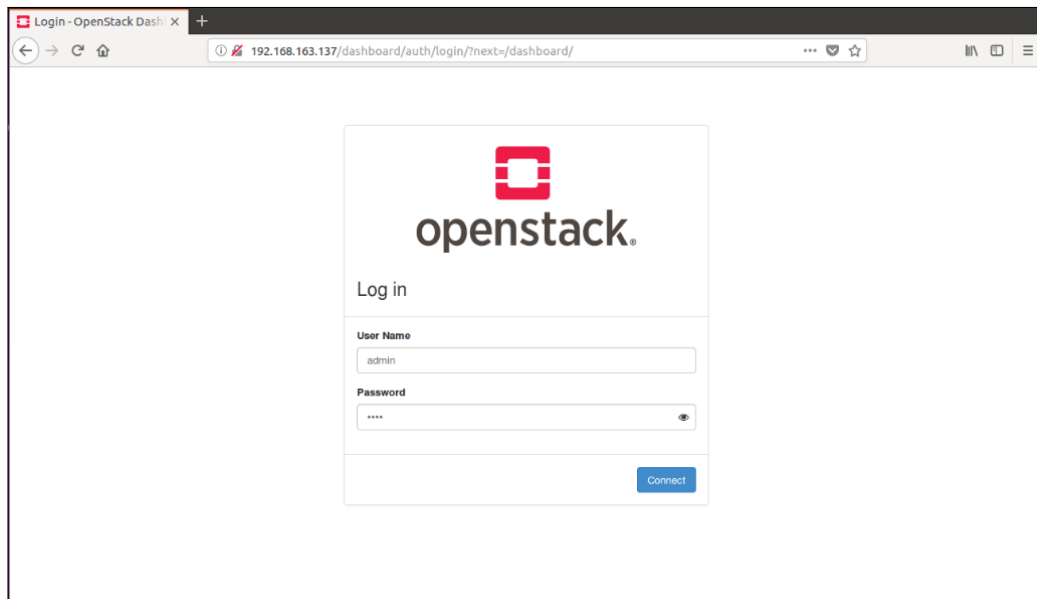 Login - OpenStack Dash
192.168.163.137/dashboard/auth/login/?next=/dashboard/
openstack.
Log in
User Name
admin
Password
••••
Connect